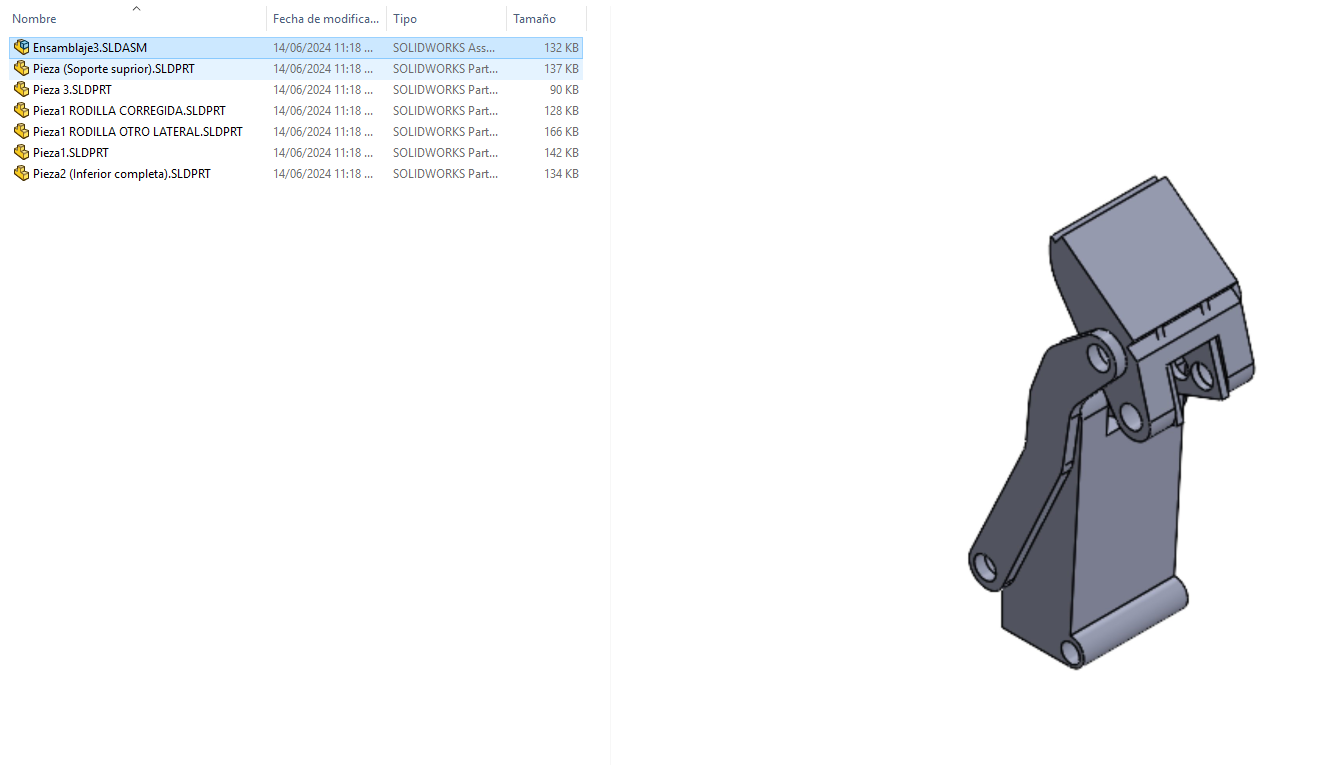 Nombre Fecha de modifica... Tipo Tamaño
Ensamblaje3.SLDASM 14/06/2024 11:18 ... SOLIDWORKS Ass... 132 KB
Pieza (Soporte suprior).SLDPRT 14/06/2024 11:18 ... SOLIDWORKS Part... 137 KB
Pieza 3.SLDPRT 14/06/2024 11:18 ... SOLIDWORKS Part... 90 KB
Pieza1 RODILLA CORREGIDA.SLDPRT 14/06/2024 11:18 ... SOLIDWORKS Part... 128 KB
Pieza1 RODILLA OTRO LATERAL.SLDPRT 14/06/2024 11:18 ... SOLIDWORKS Part... 166 KB
Pieza1.SLDPRT 14/06/2024 11:18 ... SOLIDWORKS Part... 142 KB
Pieza2 (Inferior completa).SLDPRT 14/06/2024 11:18 ... SOLIDWORKS Part... 134 KB